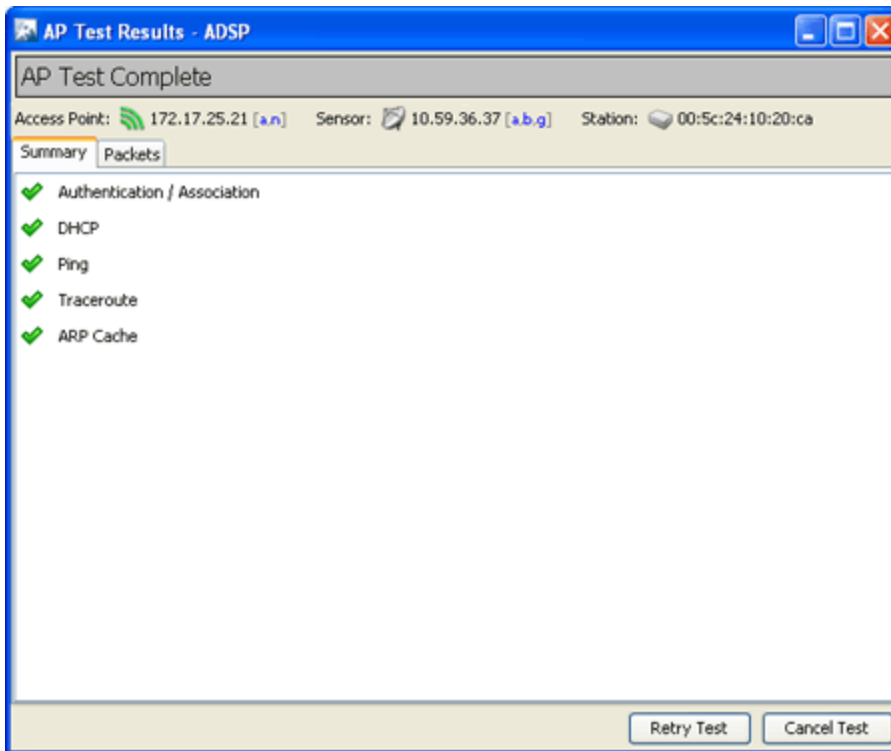 AP Test Results - ADSP
AP Test Complete
Access Point: 172.17.25.21 [a,n] Sensor: 10.59.36.37 [a,b,g] Station: 00:5c:24:10:20:ca
Summary Packets
Authentication / Association
DHCP
Ping
Traceroute
ARP Cache
Retry Test Cancel Test